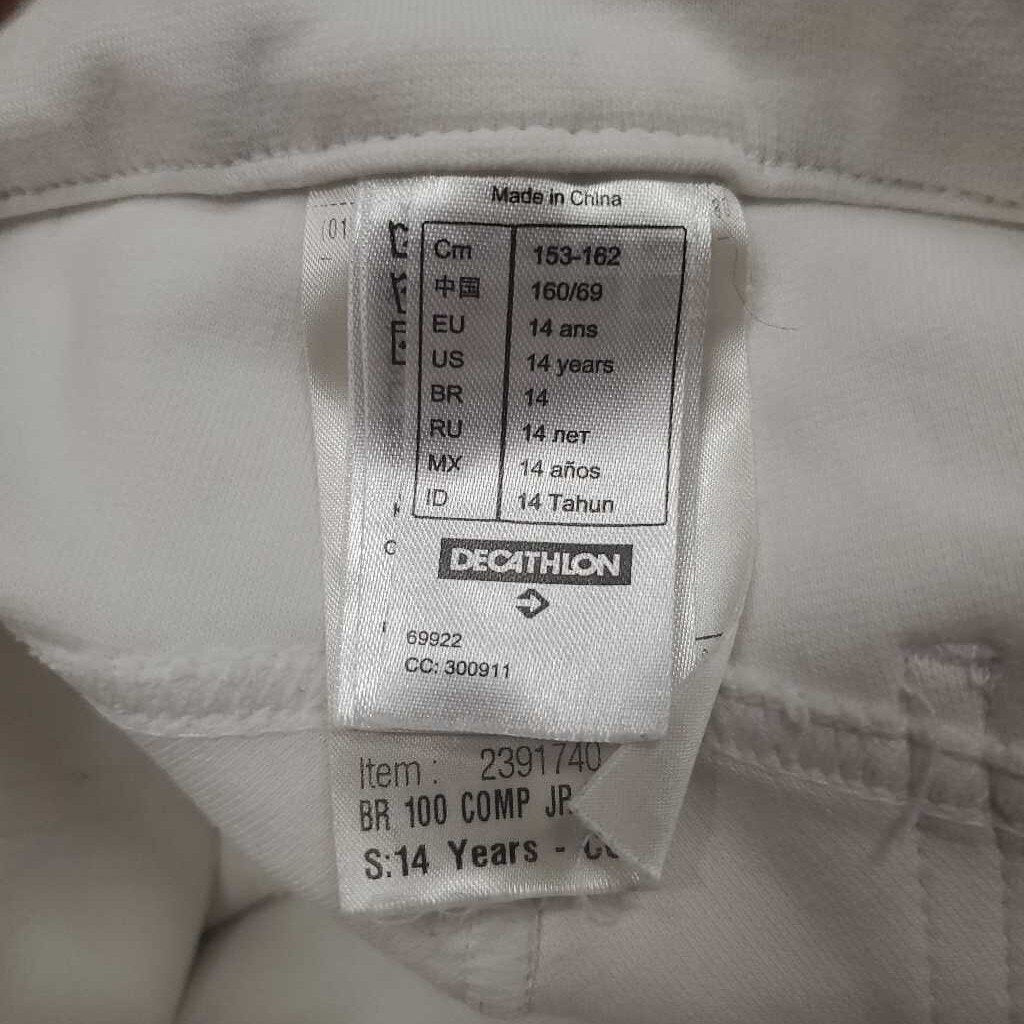 Made in China
01
Cm 153-162
中国 160/69
EU 14 ans
US 14 years
BR 14
RU 14 лет
MX 14 años
ID 14 Tahun
DECATHLON
69922
CC: 300911
Item : 2391740
BR 100 COMP JP.
S:14 Years -